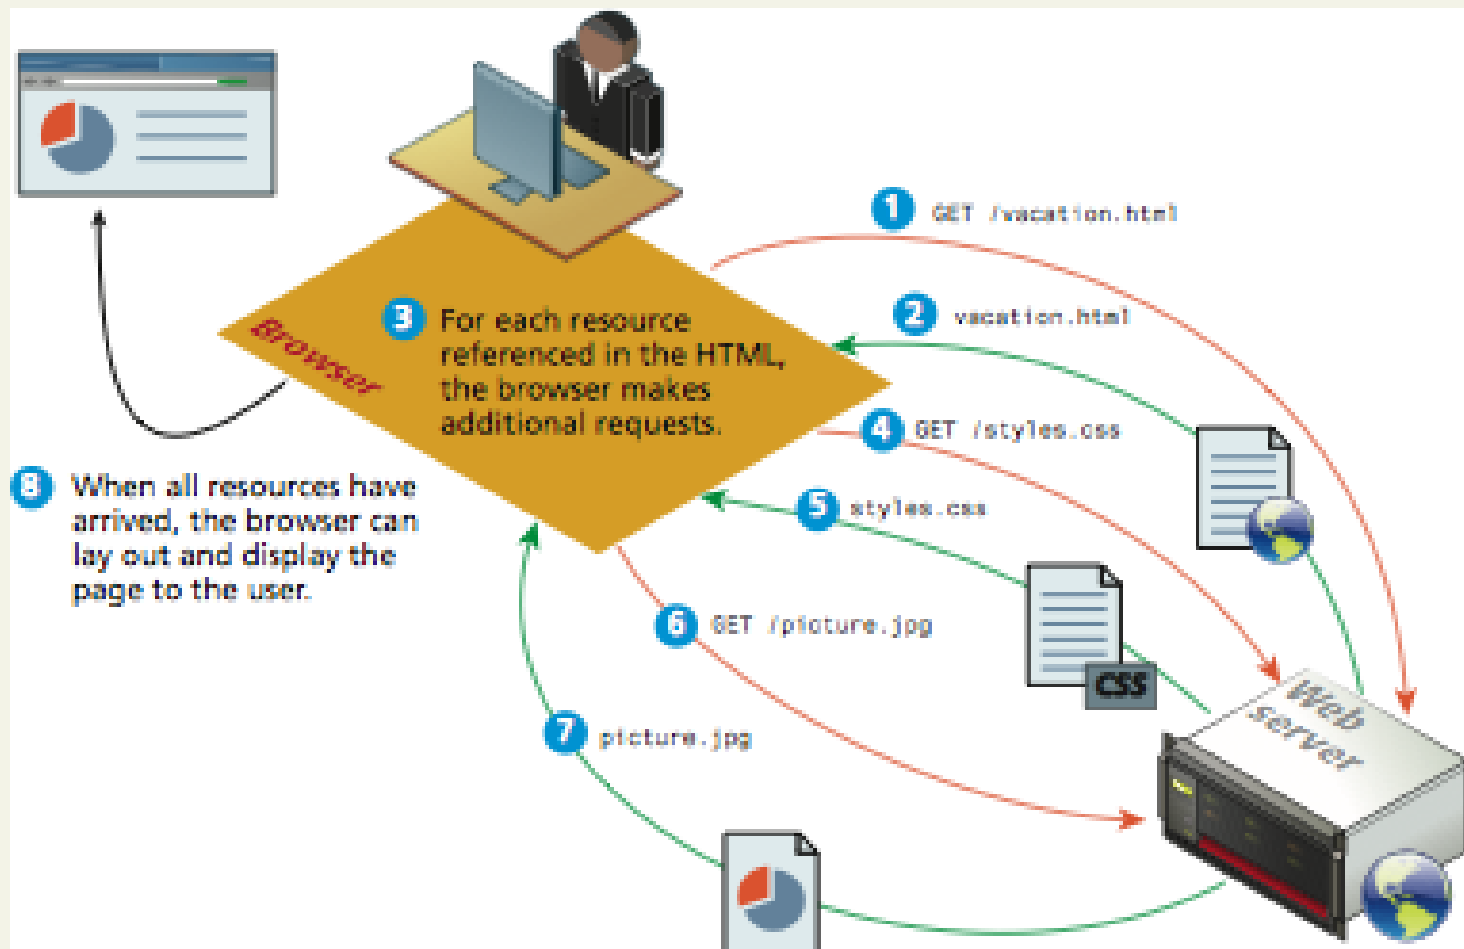 1 GET /vacation.html
2 vacation.html
Browser
3 For each resource
referenced in the HTML,
the browser makes
additional requests.
4 GET /styles.css
5 styles.css
6 GET /picture.jpg
7 picture.jpg
8 When all resources have
arrived, the browser can
lay out and display the
page to the user.
CSS
Web
server